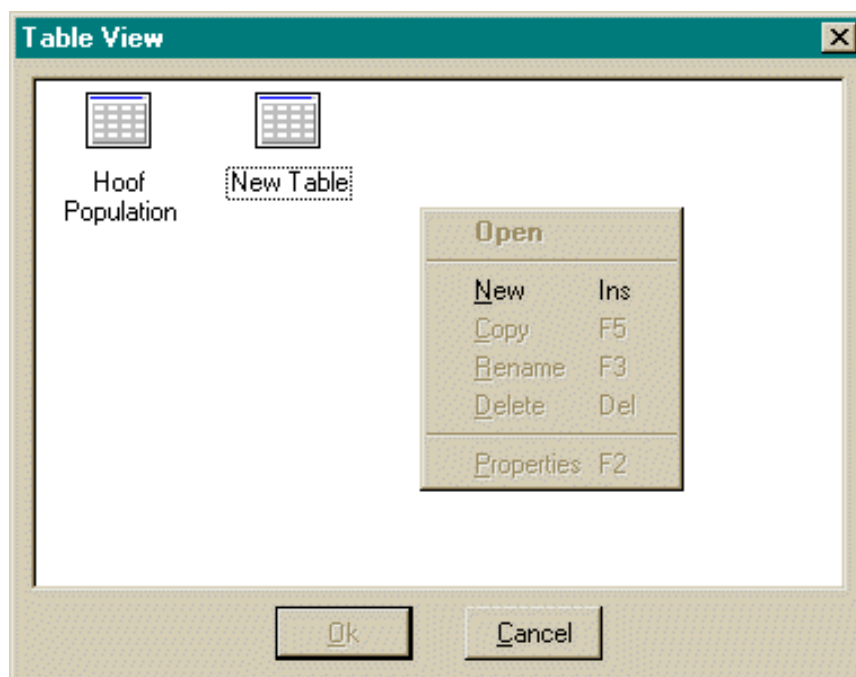 Table View
Hoof
Population
New Table
Open
New Ins
Copy F5
Rename F3
Delete Del
Properties F2
Ok
Cancel